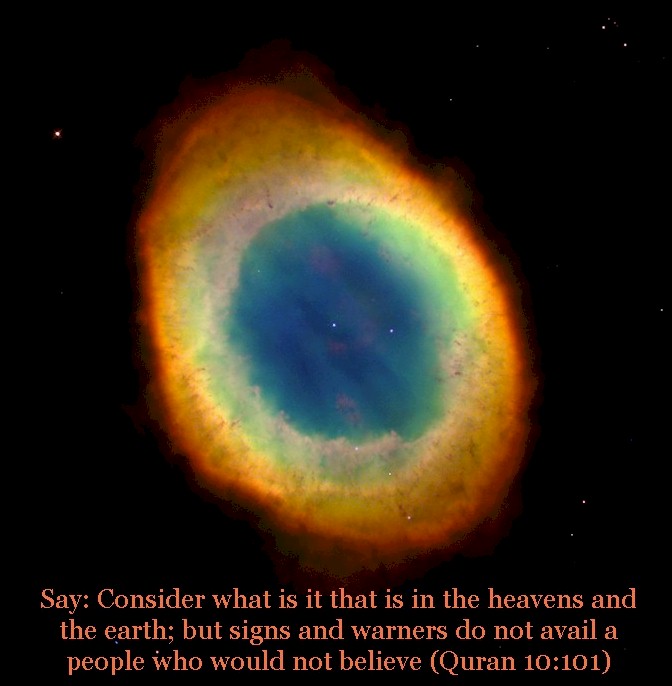 Say: Consider what is it that is in the heavens and
the earth; but signs and warners do not avail a
people who would not believe (Quran 10:101)